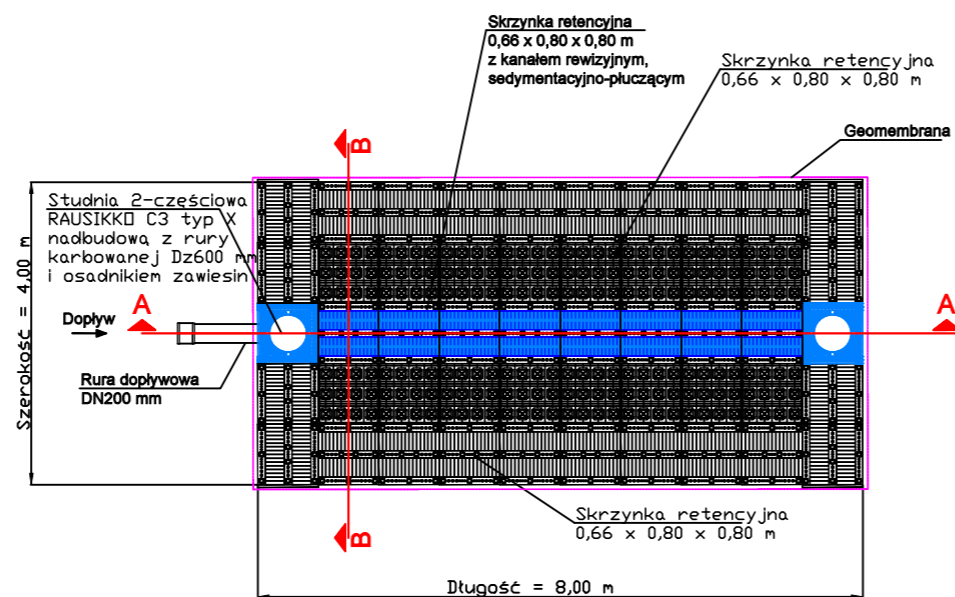 Skrzynka retencyjna
0,66 x 0,80 x 0,80 m
z kanałem rewizyjnym,
sedymentacyjno-płuczącym
Skrzynka retencyjna
0,66 x 0,80 x 0,80 m
Geomembrana
B
Studnia 2-częściowa
RAUSIKKO C3 typ X
nadbudową z rury
karbowanej Dz600 mm
i osadnikiem zawiesin
Szerokość = 4,00 m
A
A
Dopływ
Rura dopływowa
DN200 mm
Skrzynka retencyjna
0,66 x 0,80 x 0,80 m
B
Długość = 8,00 m